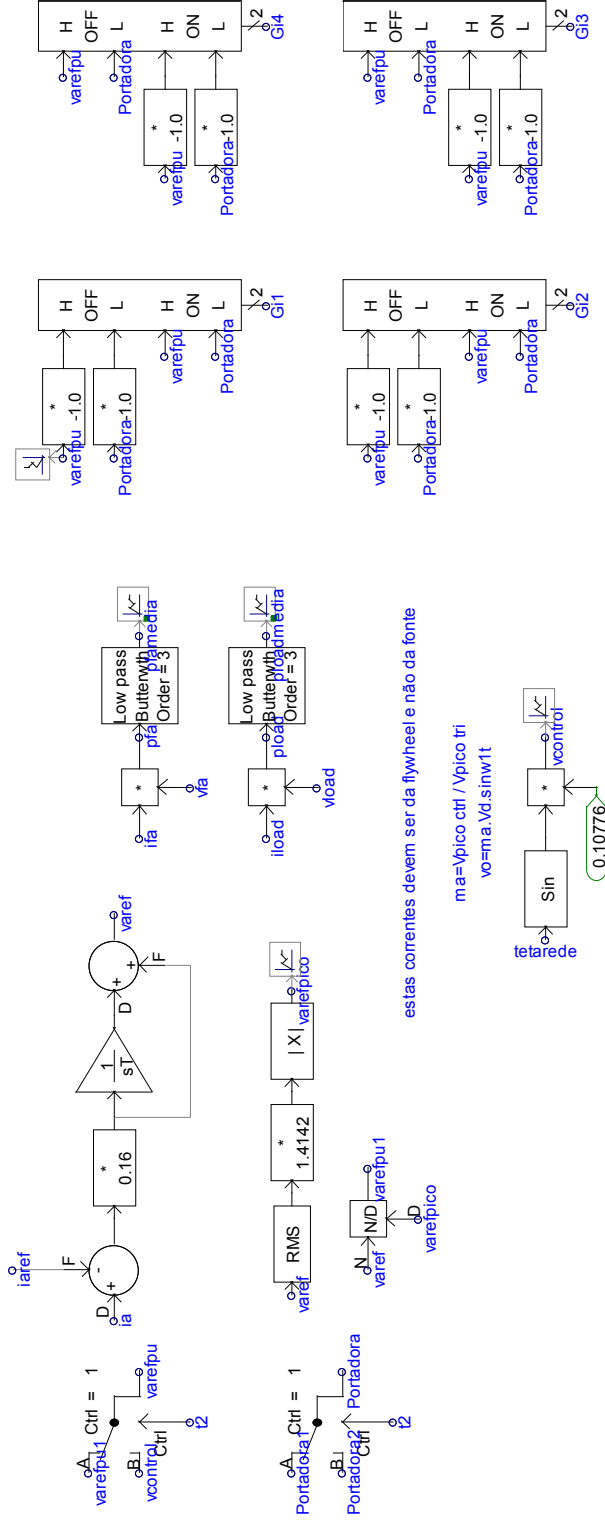 H
OFF
L
H
ON
L
varefpu
Portadora
*
-1.0
*
-1.0
varefpu
Portadora
2
Gi4
H
OFF
L
H
ON
L
varefpu
Portadora
*
-1.0
*
-1.0
varefpu
Portadora
2
Gi3
H
OFF
L
H
ON
L
*
-1.0
*
-1.0
varefpu
Portadora
varefpu
Portadora
2
Gi1
H
OFF
L
H
ON
L
*
-1.0
*
-1.0
varefpu
Portadora
varefpu
Portadora
2
Gi2
Low pass
Butterwth
Order = 3
pfamedia
pfa
*
ifa
vfa
Low pass
Butterwth
Order = 3
ploadmedia
pload
*
iload
vload
estas correntes devem ser da flywheel e não da fonte
ma=Vpico ctrl / Vpico tri
vo=ma.Vd.sinw1t
tetarede
Sin
*
vcontrol
0.10776
iaref
F
-
+
D
ia
*
0.16
1
sT
D
+
+
F
varef
varef
RMS
*
1.4142
| X |
varefpico
N
varef
N/D
varefpu1
D
varefpico
A
varefpu1
B
vcontrol
Ctrl = 1
Ctrl
varefpu
t2
A
Portadora1
B
Portadora2
Ctrl = 1
Ctrl
Portadora
t2